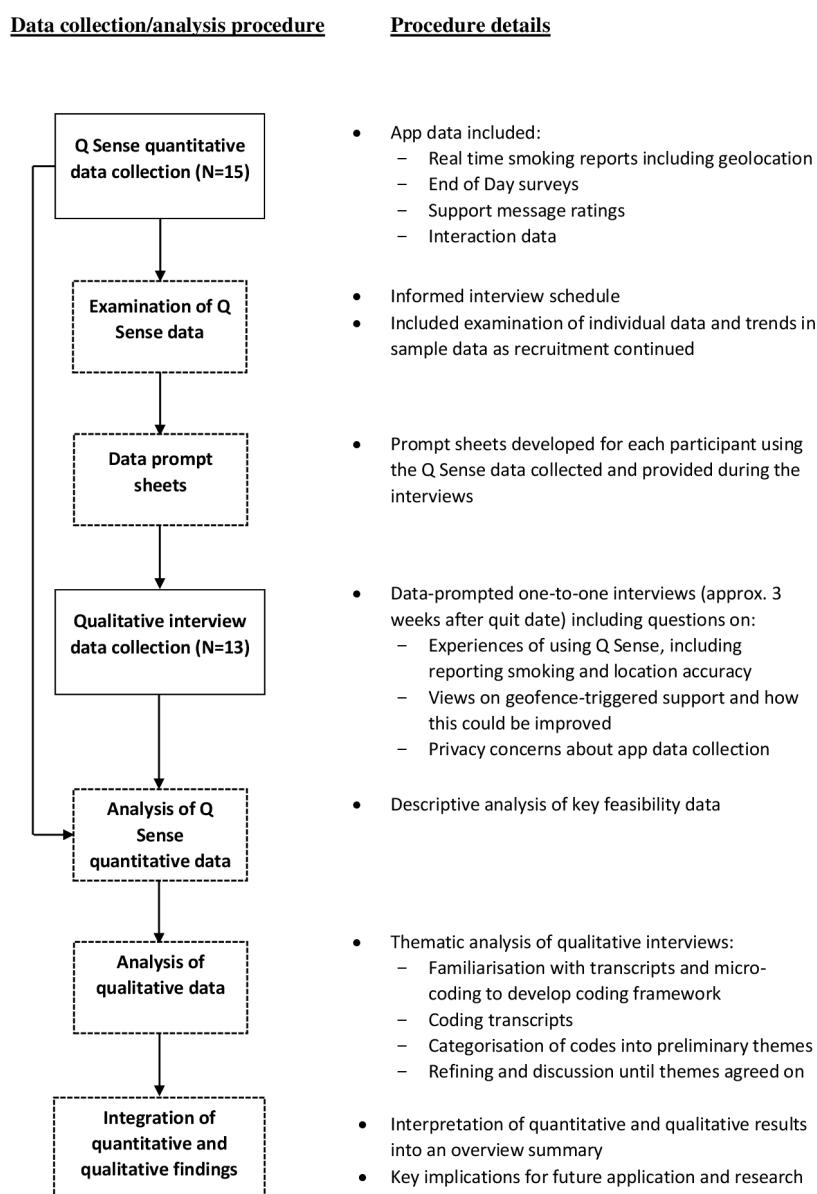 Data collection/analysis procedure
Procedure details
Q Sense quantitative
data collection (N=15)
• App data included:
− Real time smoking reports including geolocation
− End of Day surveys
− Support message ratings
− Interaction data
Examination of Q
Sense data
• Informed interview schedule
• Included examination of individual data and trends in
sample data as recruitment continued
Data prompt
sheets
• Prompt sheets developed for each participant using
the Q Sense data collected and provided during the
interviews
Qualitative interview
data collection (N=13)
• Data-prompted one-to-one interviews (approx. 3
weeks after quit date) including questions on:
− Experiences of using Q Sense, including
reporting smoking and location accuracy
− Views on geofence-triggered support and how
this could be improved
− Privacy concerns about app data collection
Analysis of Q
Sense
quantitative data
• Descriptive analysis of key feasibility data
Analysis of
qualitative data
• Thematic analysis of qualitative interviews:
− Familiarisation with transcripts and micro-
coding to develop coding framework
− Coding transcripts
− Categorisation of codes into preliminary themes
− Refining and discussion until themes agreed on
Integration of
quantitative and
qualitative findings
• Interpretation of quantitative and qualitative results
into an overview summary
• Key implications for future application and research